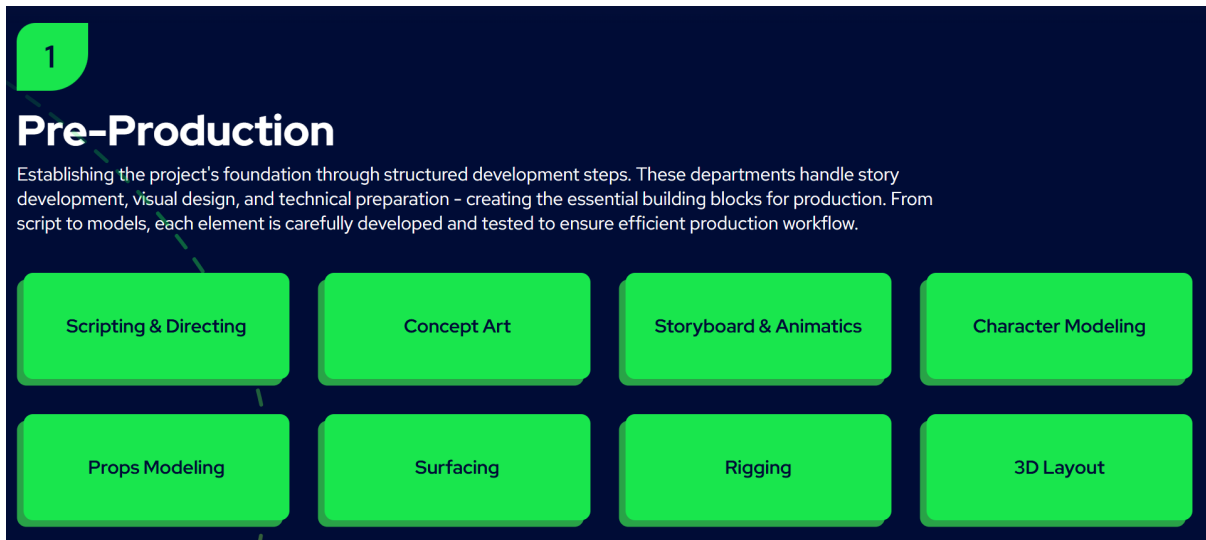 1
Pre-Production
Establishing the project's foundation through structured development steps. These departments handle story
development, visual design, and technical preparation - creating the essential building blocks for production. From
script to models, each element is carefully developed and tested to ensure efficient production workflow.
Scripting & Directing
Concept Art
Storyboard & Animatics
Character Modeling
Props Modeling
Surfacing
Rigging
3D Layout